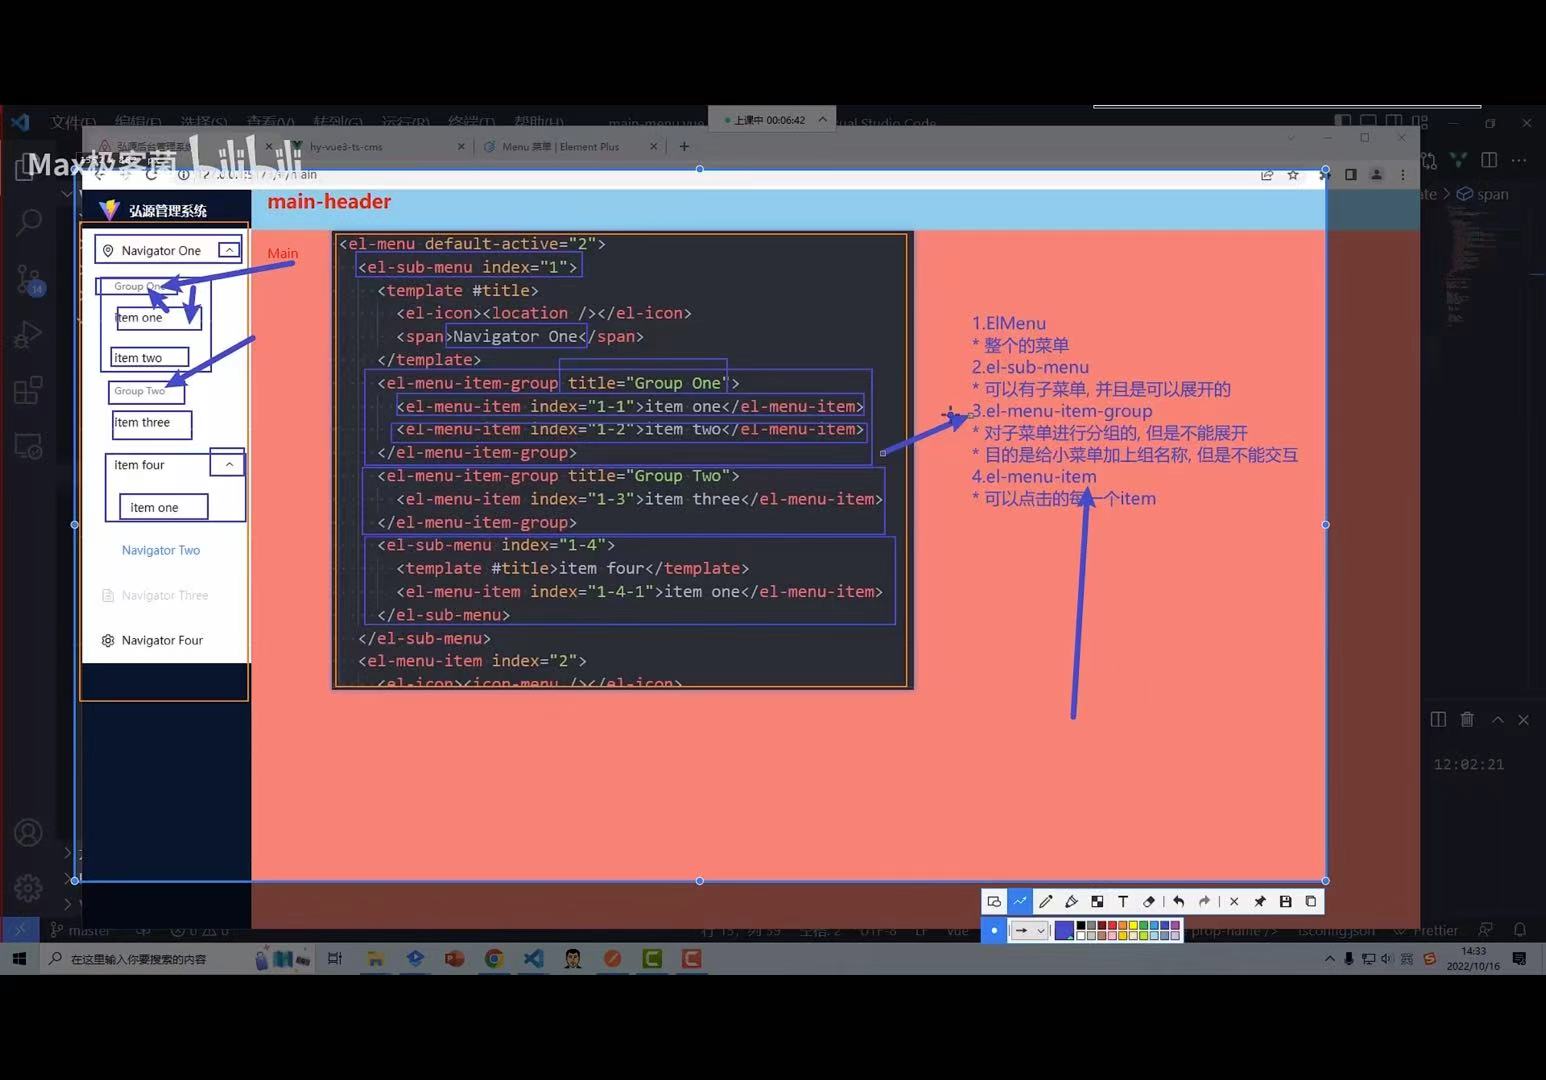 文件(F) 编辑(E) 选择(S) 查看(V) 转到(G) 运行(R) 终端(T) 帮助(H) main-menu.vue
上课中 00:06:42
Visual Studio Code
弘源后台管理系统
hy-vue3-ts-cms
Menu 菜单 | Element Plus
Max极客菌 bilibili
span
弘源管理系统
main-header
Main
Navigator One
Group One
item one
item two
Group Two
item three
item four
item one
Navigator Two
Navigator Three
Navigator Four
<el-menu default-active="2">
<el-sub-menu index="1">
<template #title>
<el-icon><location /></el-icon>
<span>Navigator One</span>
</template>
<el-menu-item-group title="Group One">
<el-menu-item index="1-1">item one</el-menu-item>
<el-menu-item index="1-2">item two</el-menu-item>
</el-menu-item-group>
<el-menu-item-group title="Group Two">
<el-menu-item index="1-3">item three</el-menu-item>
</el-menu-item-group>
<el-sub-menu index="1-4">
<template #title>item four</template>
<el-menu-item index="1-4-1">item one</el-menu-item>
</el-sub-menu>
</el-sub-menu>
<el-menu-item index="2">
<el-icon><icon-menu /></el-icon>
1.ElMenu
* 整个的菜单
2.el-sub-menu
* 可以有子菜单, 并且是可以展开的
3.el-menu-item-group
* 对子菜单进行分组的, 但是不能展开
* 目的是给小菜单加上组名称, 但是不能交互
4.el-menu-item
* 可以点击的每一个item
14
12:02:21
master
UTF-8 LF vue
<prop-name /> tsconfig.json Prettier
在这里输入你要搜索的内容
14:33
2022/10/16